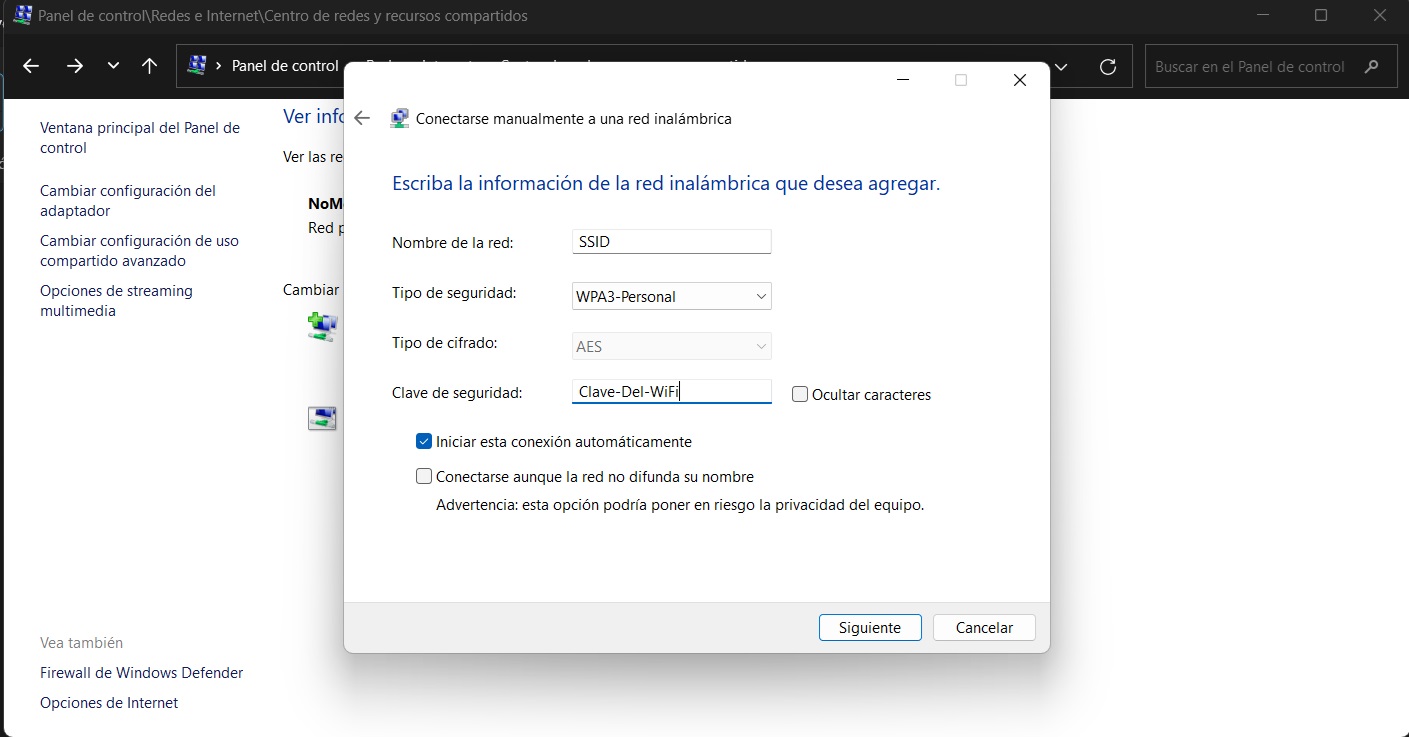 Panel de control\Redes e Internet\Centro de redes y recursos compartidos
Panel de control
Buscar en el Panel de control
Ventana principal del Panel de
control
Cambiar configuración del
adaptador
Cambiar configuración de uso
compartido avanzado
Opciones de streaming
multimedia
Ver
Ver las
Red
Cambiar
Conectarse manualmente a una red inalámbrica
Escriba la información de la red inalámbrica que desea agregar.
Nombre de la red: SSID
Tipo de seguridad: WPA3-Personal
Tipo de cifrado: AES
Clave de seguridad: Clave-Del-WiFi Ocultar caracteres
Iniciar esta conexión automáticamente
Conectarse aunque la red no difunda su nombre
Advertencia: esta opción podría poner en riesgo la privacidad del equipo.
Siguiente Cancelar
Vea también
Firewall de Windows Defender
Opciones de Internet